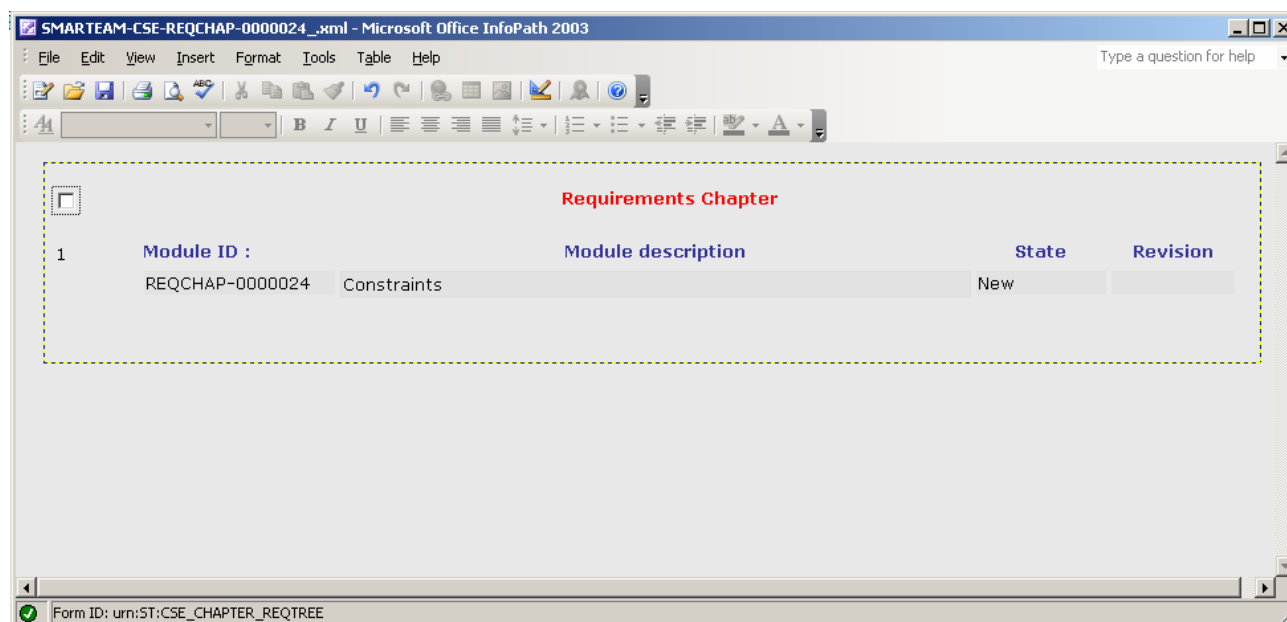 SMARTEAM-CSE-REQCHAP-0000024_.xml - Microsoft Office InfoPath 2003
File Edit View Insert Format Tools Table Help Type a question for help
B I U A
Requirements Chapter
1 Module ID : Module description State Revision
REQCHAP-0000024 Constraints New
Form ID: urn:ST:CSE_CHAPTER_REQTREE